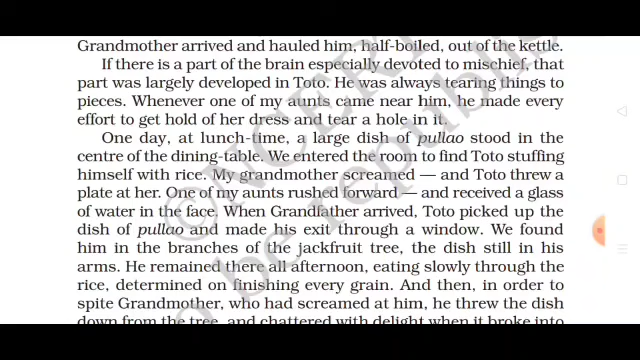 Grandmother arrived and hauled him, half-boiled, out of the kettle.
If there is a part of the brain especially devoted to mischief, that
part was largely developed in Toto. He was always tearing things to
pieces. Whenever one of my aunts came near him, he made every
effort to get hold of her dress and tear a hole in it.
One day, at lunch-time, a large dish of pullao stood in the
centre of the dining-table. We entered the room to find Toto stuffing
himself with rice. My grandmother screamed — and Toto threw a
plate at her. One of my aunts rushed forward — and received a glass
of water in the face. When Grandfather arrived, Toto picked up the
dish of pullao and made his exit through a window. We found
him in the branches of the jackfruit tree, the dish still in his
arms. He remained there all afternoon, eating slowly through the
rice, determined on finishing every grain. And then, in order to
spite Grandmother, who had screamed at him, he threw the dish
down from the tree, and chattered with delight when it broke into
©NCERT
o be republi